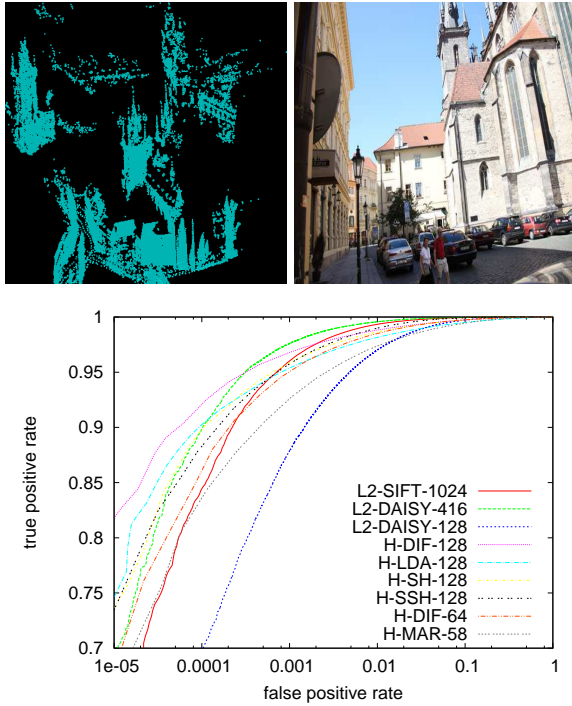 1
0.95
0.9
0.85
0.8
0.75
0.7
true positive rate
L2-SIFT-1024
L2-DAISY-416
L2-DAISY-128
H-DIF-128
H-LDA-128
H-SH-128
H-SSH-128
H-DIF-64
H-MAR-58
1e-05 0.0001 0.001 0.01 0.1 1
false positive rate